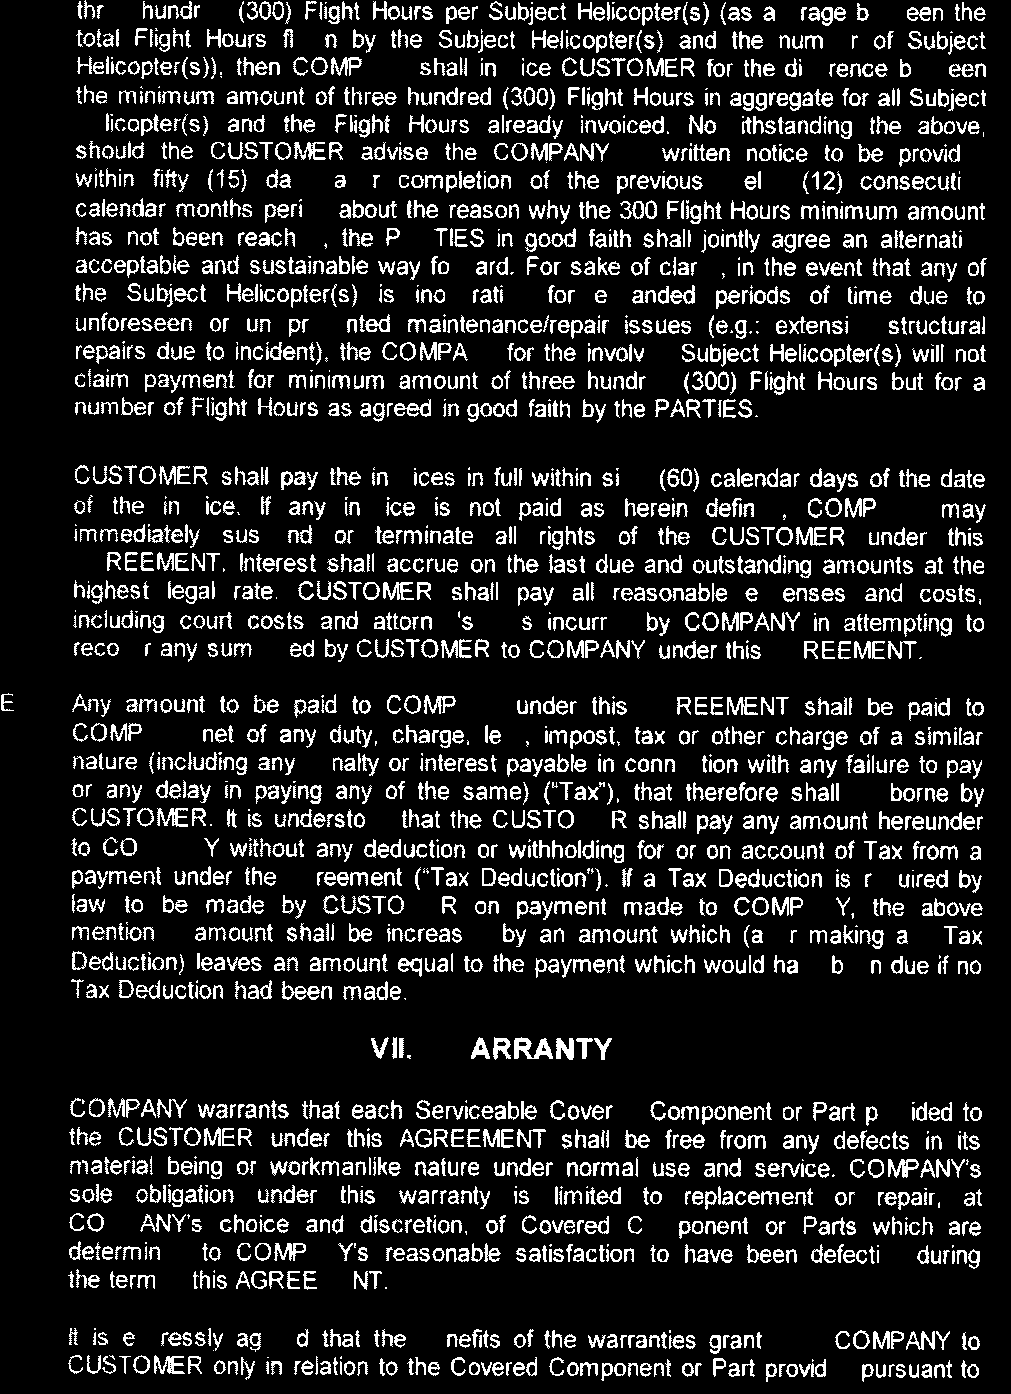 thr hundr (300) Flight Hours per Subject Helicopter(s) (as a rage b een the
total Flight Hours fl n by the Subject Helicopter(s) and the num r of Subject
Helicopter(s)), then COMP shall in ice CUSTOMER for the di rence b een
the minimum amount of three hundred (300) Flight Hours in aggregate for all Subject
licopter(s) and the Flight Hours already invoiced. No ithstanding the above,
should the CUSTOMER advise the COMPANY written notice to be provid
within fifty (15) da a r completion of the previous el (12) consecuti
calendar months peri about the reason why the 300 Flight Hours minimum amount
has not been reach , the P TIES in good faith shall jointly agree an alternati
acceptable and sustainable way fo ard. For sake of clar , in the event that any of
the Subject Helicopter(s) is ino rati for e anded periods of time due to
unforeseen or un pr nted maintenance/repair issues (e.g.: extensi structural
repairs due to incident), the COMPA for the involv Subject Helicopter(s) will not
claim payment for minimum amount of three hundr (300) Flight Hours but for a
number of Flight Hours as agreed in good faith by the PARTIES.
CUSTOMER shall pay the in ices in full within si (60) calendar days of the date
of the in ice. If any in ice is not paid as herein defin , COMP may
immediately sus nd or terminate all rights of the CUSTOMER under this
REEMENT. Interest shall accrue on the last due and outstanding amounts at the
highest legal rate. CUSTOMER shall pay all reasonable e enses and costs,
including court costs and attorn 's s incurr by COMPANY in attempting to
reco r any sum ed by CUSTOMER to COMPANY under this REEMENT.
E Any amount to be paid to COMP under this REEMENT shall be paid to
COMP net of any duty, charge, le , impost, tax or other charge of a similar
nature (including any nalty or interest payable in conn tion with any failure to pay
or any delay in paying any of the same) ("Tax"), that therefore shall borne by
CUSTOMER. It is understo that the CUSTO R shall pay any amount hereunder
to CO Y without any deduction or withholding for or on account of Tax from a
payment under the reement ("Tax Deduction"). If a Tax Deduction is r uired by
law to be made by CUSTO R on payment made to COMP Y, the above
mention amount shall be increas by an amount which (a r making a Tax
Deduction) leaves an amount equal to the payment which would ha b n due if no
Tax Deduction had been made.
VII. ARRANTY
COMPANY warrants that each Serviceable Cover Component or Part p ided to
the CUSTOMER under this AGREEMENT shall be free from any defects in its
material being or workmanlike nature under normal use and service. COMPANY's
sole obligation under this warranty is limited to replacement or repair, at
CO ANY's choice and discretion, of Covered C ponent or Parts which are
determin to COMP Y's reasonable satisfaction to have been defecti during
the term this AGREE NT.
It is e ressly ag d that the nefits of the warranties grant COMPANY to
CUSTOMER only in relation to the Covered Component or Part provid pursuant to